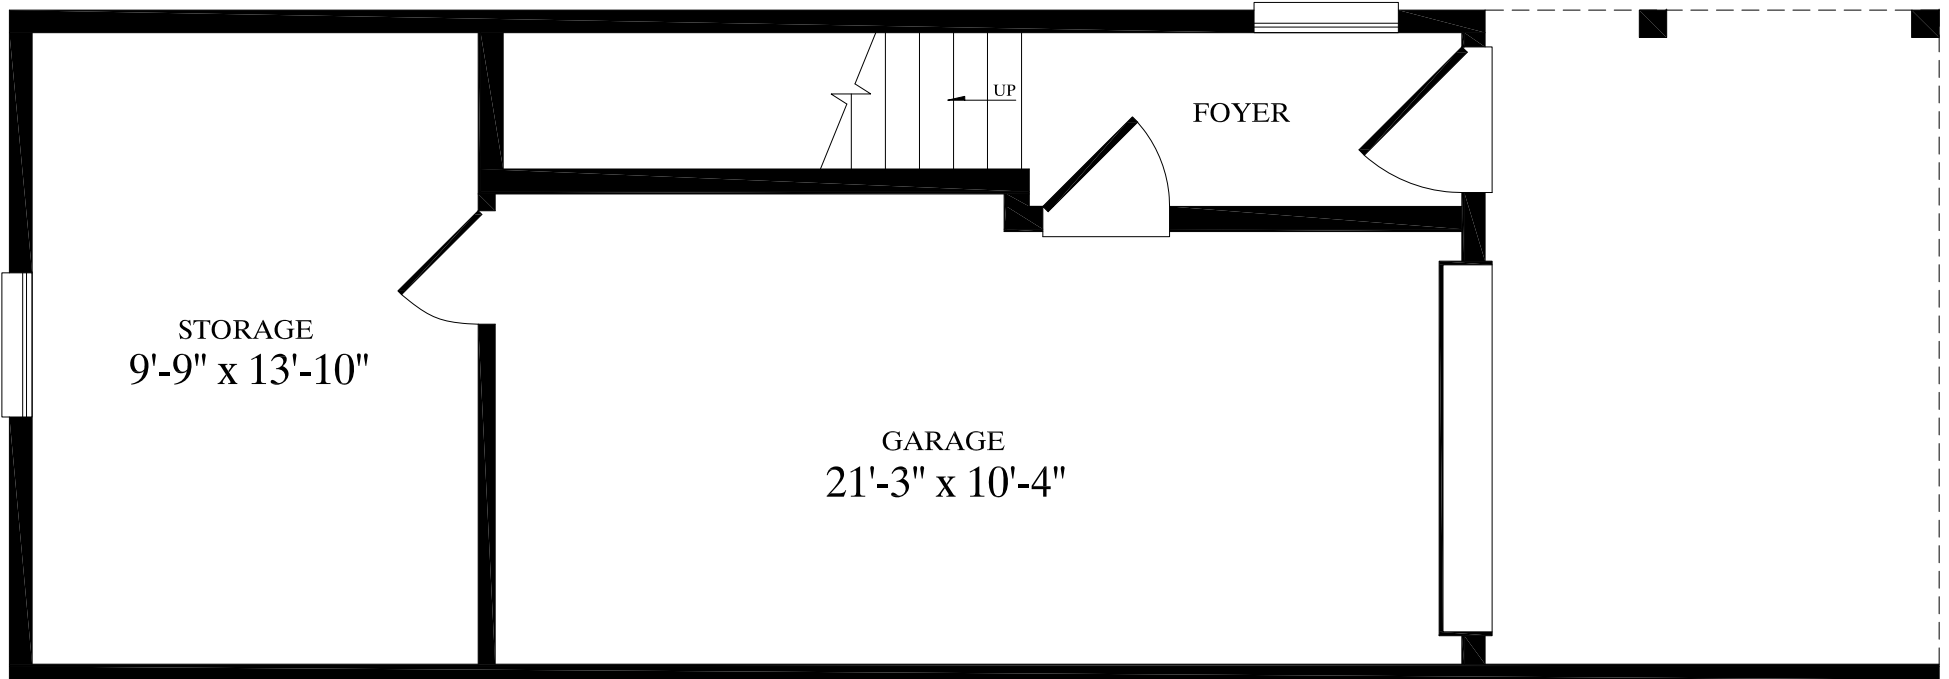 UP
FOYER
STORAGE
9'-9" x 13'-10"
GARAGE
21'-3" x 10'-4"